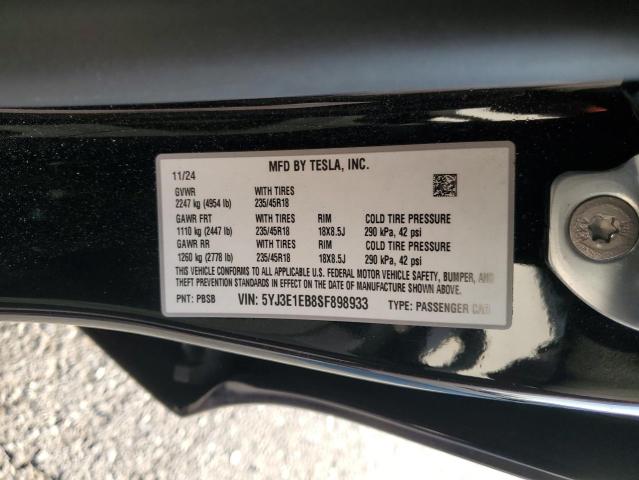 MFD BY TESLA, INC.
11/24
GVWR WITH TIRES
2247 kg (4954 lb) 235/45R18
GAWR FRT WITH TIRES RIM COLD TIRE PRESSURE
1110 kg (2447 lb) 235/45R18 18X8.5J 290 kPa, 42 psi
GAWR RR WITH TIRES RIM COLD TIRE PRESSURE
1260 kg (2778 lb) 235/45R18 18X8.5J 290 kPa, 42 psi
THIS VEHICLE CONFORMS TO ALL APPLICABLE U.S. FEDERAL MOTOR VEHICLE SAFETY, BUMPER, AND
THEFT PREVENTION STANDARDS IN EFFECT ON THE DATE OF MANUFACTURE SHOWN ABOVE.
PNT: PBSB VIN: 5YJ3E1EB8SF898933 TYPE: PASSENGER CAR